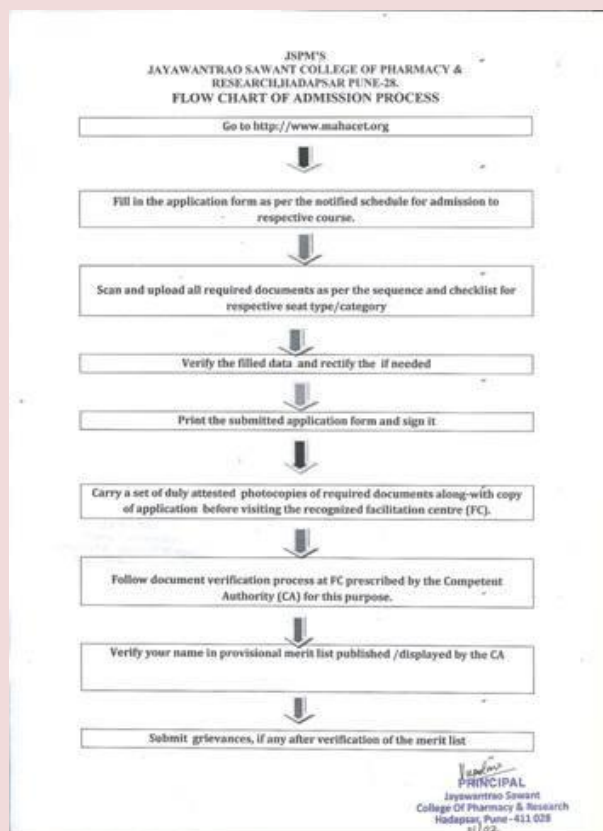 JSPM'S
JAYAWANTRAO SAWANT COLLEGE OF PHARMACY &
RESEARCH,HADAPSAR PUNE-28.
FLOW CHART OF ADMISSION PROCESS
Go to http://www.mahacet.org
Fill in the application form as per the notified schedule for admission to
respective course.
Scan and upload all required documents as per the sequence and checklist for
respective seat type/category
Verify the filled data and rectify the if needed
Print the submitted application form and sign it
Carry a set of duly attested photocopies of required documents along-with copy
of application before visiting the recognized facilitation centre (FC).
Follow document verification process at FC prescribed by the Competent
Authority (CA) for this purpose.
Verify your name in provisional merit list published /displayed by the CA
Submit grievances, if any after verification of the merit list
PRINCIPAL
Jayawantrao Sawant
College Of Pharmacy & Research
Hadapsar, Pune-411 028